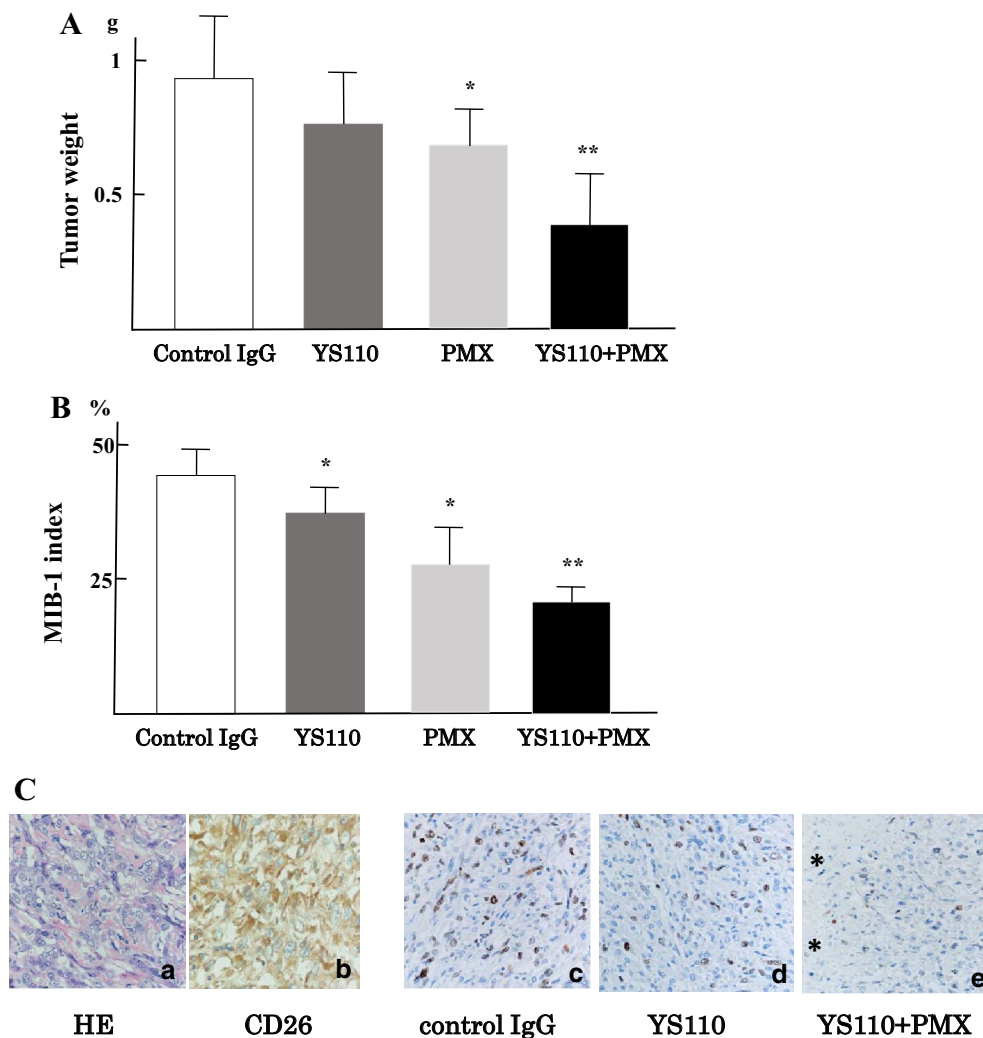 A
g
1
0.5
Tumor weight
*
**
Control IgG YS110 PMX YS110+PMX
B
%
50
25
MIB-1 index
*
*
**
Control IgG YS110 PMX YS110+PMX
C
a b c d e
*
*
HE CD26 control IgG YS110 YS110+PMX